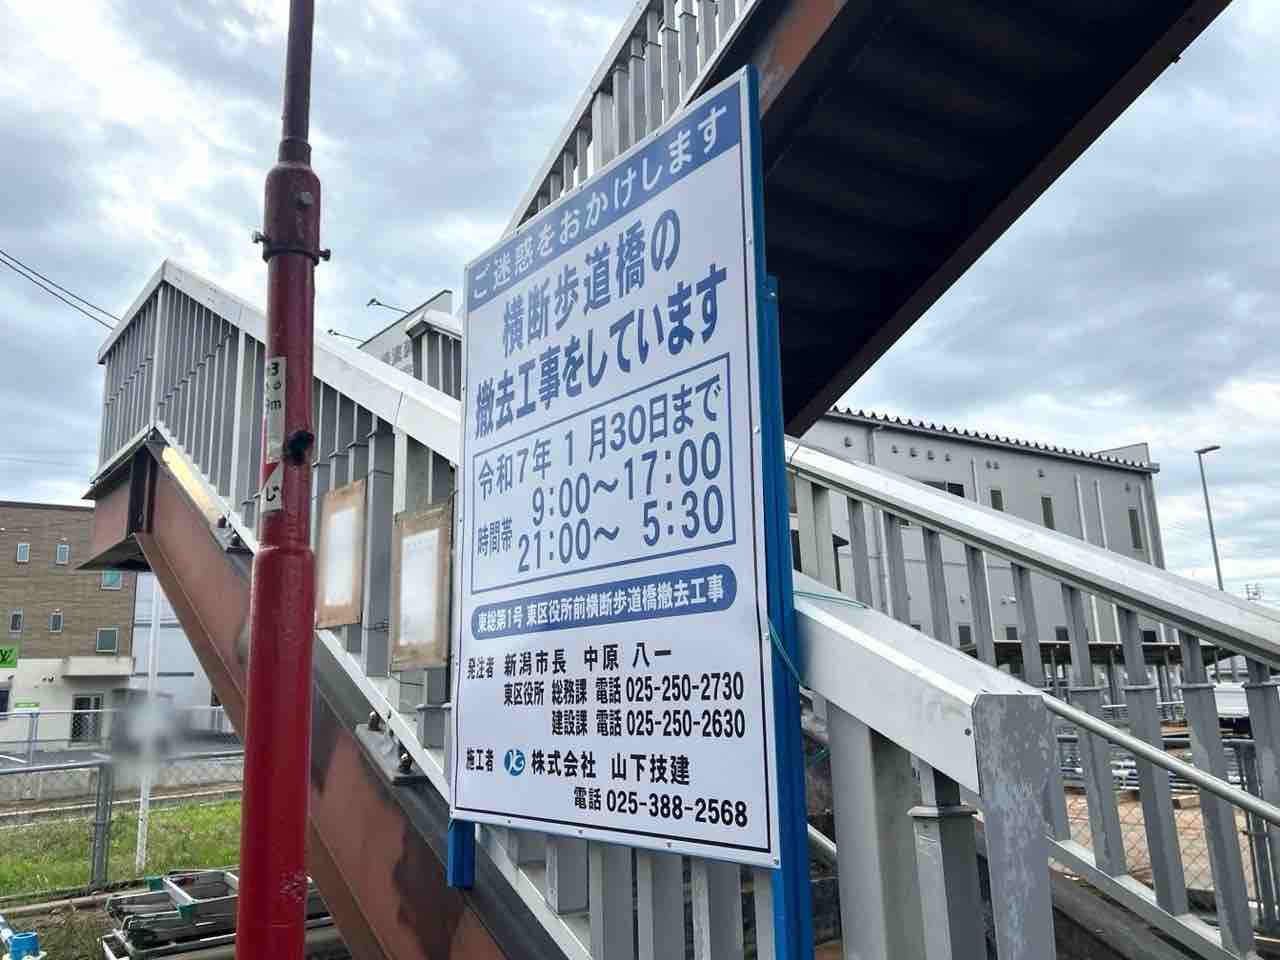 ご迷惑をおかけします
横断歩道橋の
撤去工事をしています
令和7年 1月30日まで
時間帯 9:00～17:00
21:00～ 5:30
東総第1号 東区役所前横断歩道橋撤去工事
発注者 新潟市長 中原 八一
東区役所 総務課 電話 025-250-2730
建設課 電話 025-250-2630
施工者 株式会社 山下技建
電話 025-388-2568